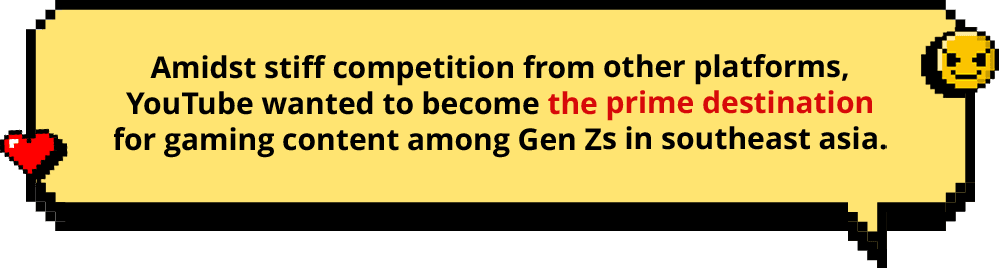 Amidst stiff competition from other platforms,
YouTube wanted to become the prime destination
for gaming content among Gen Zs in southeast asia.